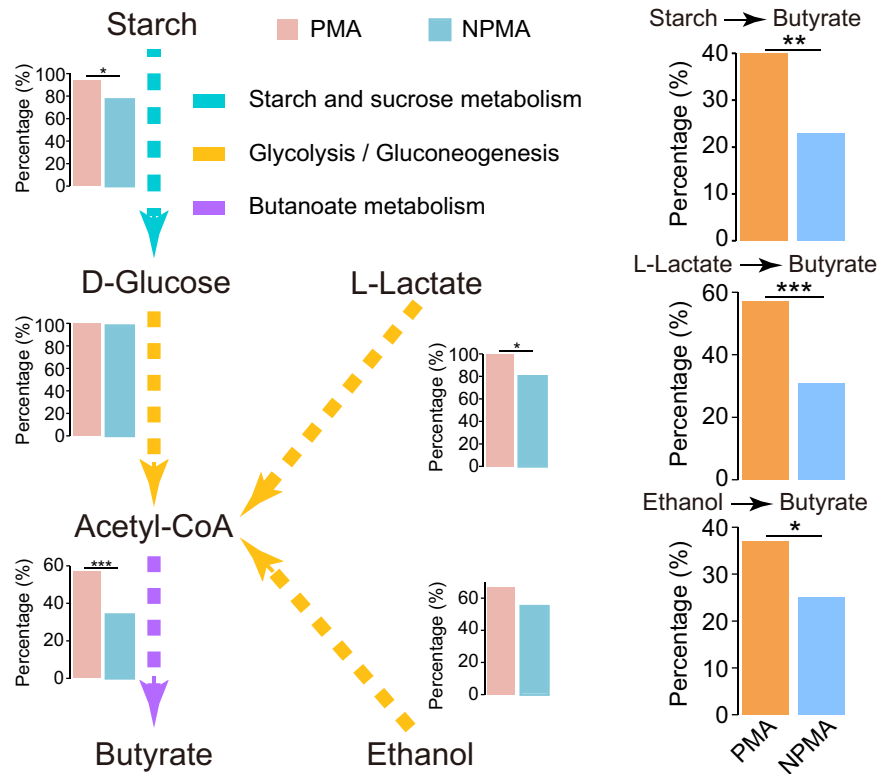 Starch
PMA
NPMA
Starch and sucrose metabolism
Glycolysis / Gluconeogenesis
Butanoate metabolism
Percentage (%)
100
80
60
40
20
0
*
D-Glucose
L-Lactate
Percentage (%)
100
80
60
40
20
0
Percentage (%)
100
80
60
40
20
0
*
Acetyl-CoA
Percentage (%)
60
40
20
0
***
Percentage (%)
60
40
20
0
Butyrate
Ethanol
Starch Butyrate
**
Percentage (%)
40
30
20
10
0
L-Lactate Butyrate
***
Percentage (%)
60
40
20
0
Ethanol Butyrate
*
Percentage (%)
40
30
20
10
0
PMA
NPMA